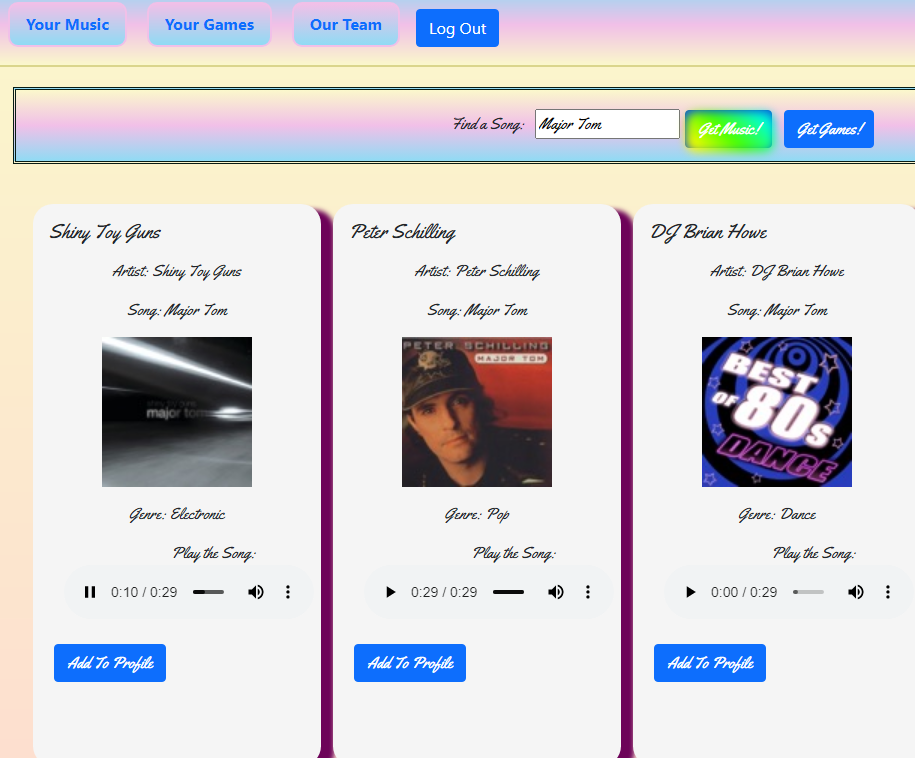 Your Music Your Games Our Team Log Out
Find a Song: Major Tom Get Music! Get Games!
Shiny Toy Guns
Artist: Shiny Toy Guns
Song: Major Tom
shiny toy guns
major tom
Genre: Electronic
Play the Song:
0:10 / 0:29
Add To Profile
Peter Schilling
Artist: Peter Schilling
Song: Major Tom
PETER SCHILLING
MAJOR TOM
Genre: Pop
Play the Song:
0:29 / 0:29
Add To Profile
DJ Brian Howe
Artist: DJ Brian Howe
Song: Major Tom
BEST
OF 80s
DANCE
Genre: Dance
Play the Song:
0:00 / 0:29
Add To Profile